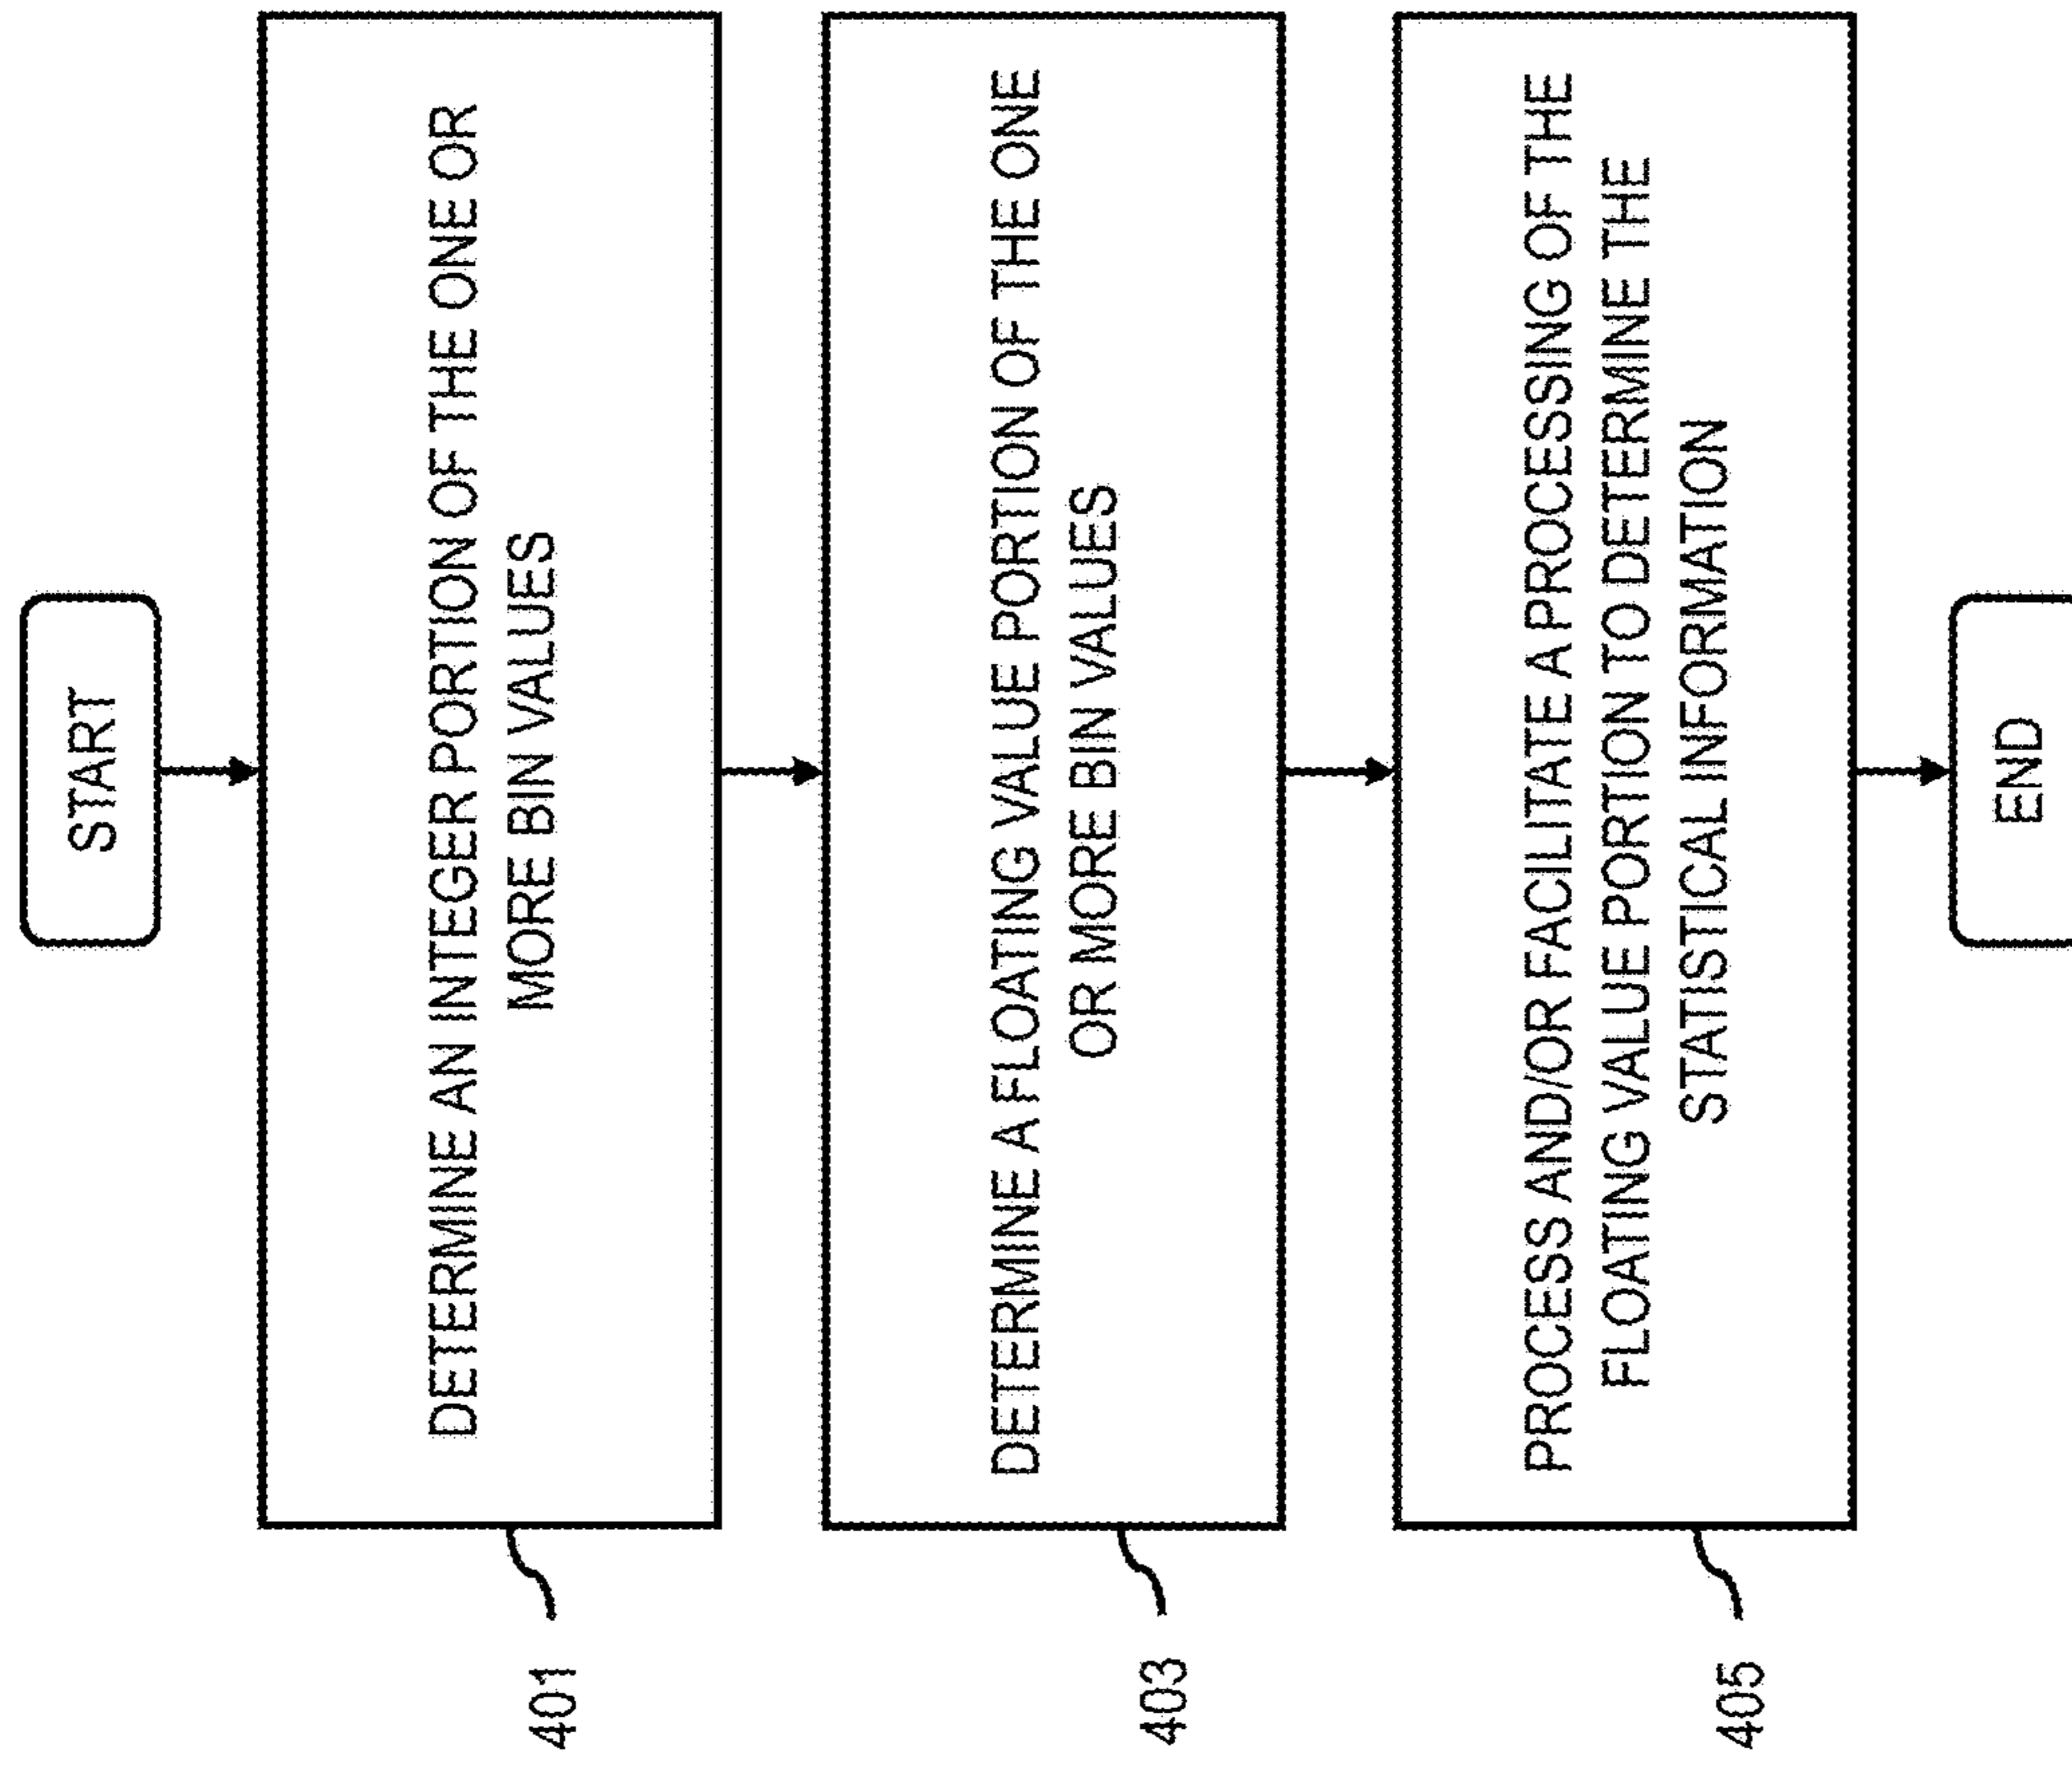 START
DETERMINE AN INTEGER PORTION OF THE ONE OR
MORE BIN VALUES
401
DETERMINE A FLOATING VALUE PORTION OF THE ONE
OR MORE BIN VALUES
403
PROCESS AND/OR FACILITATE A PROCESSING OF THE
FLOATING VALUE PORTION TO DETERMINE THE
STATISTICAL INFORMATION
405
END